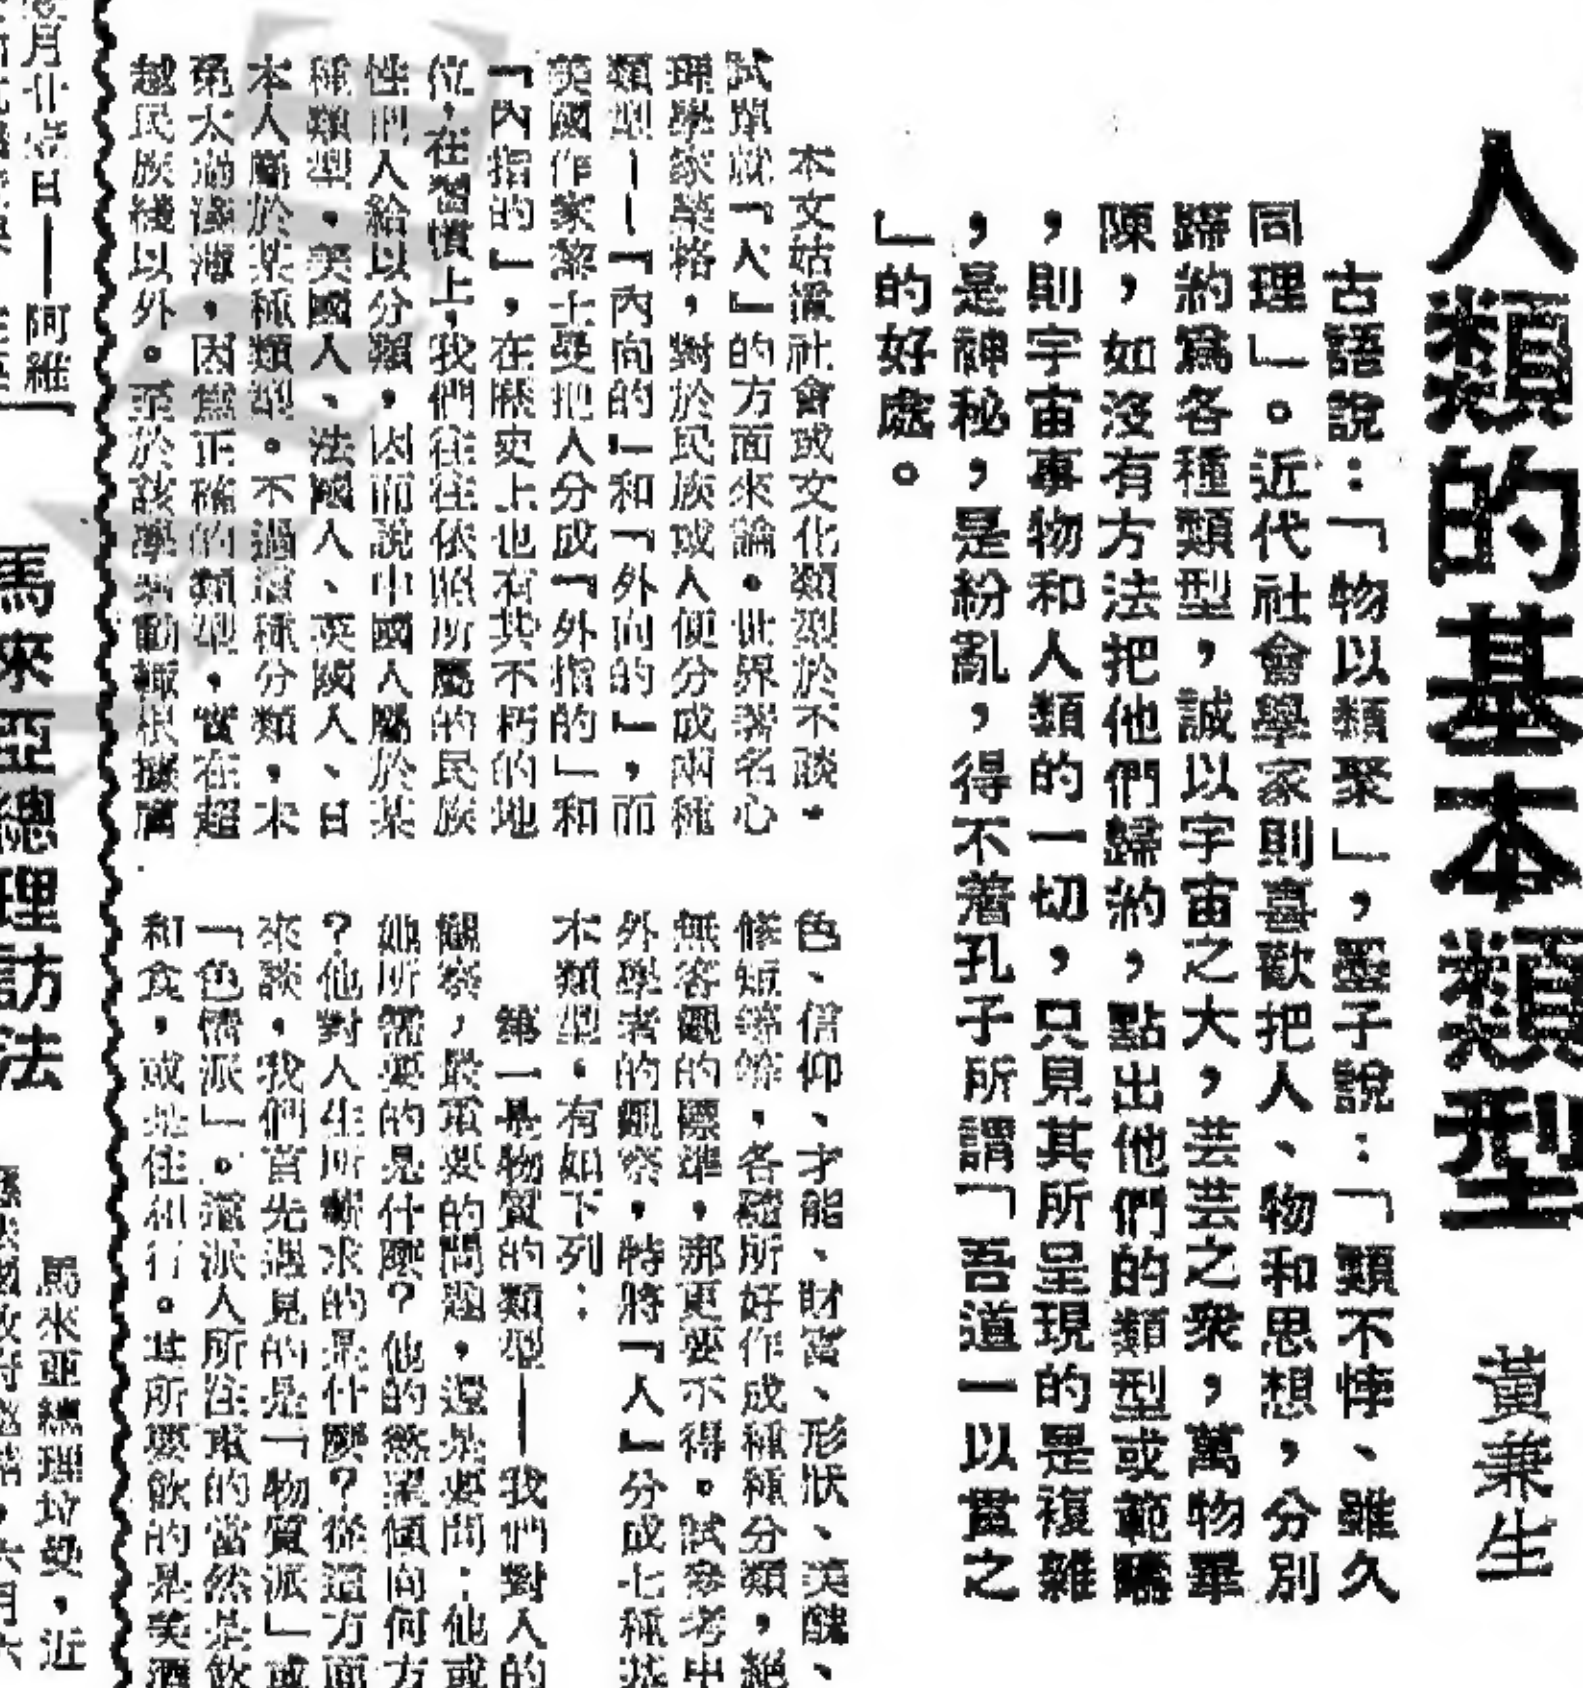 人類的基本類型
黃兼生
古語說：「物以類聚」，墨子說：「類不悖、雖久
同理」。近代社會學家則喜歡把人、物和思想，分別
歸約爲各種類型，誠以宇宙之大，芸芸之衆，萬物畢
陳，如沒有方法把他們歸約，點出他們的類型或範疇
，則宇宙事物和人類的一切，只見其所呈現的是複雜
，是神秘，是紛亂，得不着孔子所謂「吾道一以貫之
」的好處。
本文姑置社會或文化類型於不談。
試單就「人」的方面來論。世界著名心
理學家榮格，對於民族或人便分成兩種
類型——「內向的」和「外向的」，而
美國作家黎士曼把人分成「外指的」和
「內指的」，在歷史上也有其不朽的地
位，在習慣上，我們往往依照所屬的民族
性把人給以分類，因而說中國人屬於某
種類型，美國人、法國人、英國人、日
本人屬於某種類型。不過這種分類，未
免太過淺薄，因爲正確的類型，實在超
越民族綫以外。至於該學者動輒根據膚
色、信仰、才能、財富、形狀、美醜、
修短等等，各隨所好作成種種分類，絕
無客觀的標準，那更要不得。試參考中
外學者的觀察，特將「人」分成七種基
本類型，有如下列：
第一是物質的類型——我們對人的
觀察，最重要的問題，還是要問：他或
她所需要的是什麼？他的慾望傾向何方
？他對人生所蘄求的是什麼？從這方面
來談，我們首先遇見的是「物質派」或
「色情派」。這派人所注重的當然是飲
和食，或是住和行。其所要飲的是美酒
馬來亞總理訪法
馬來亞總理拉曼，近